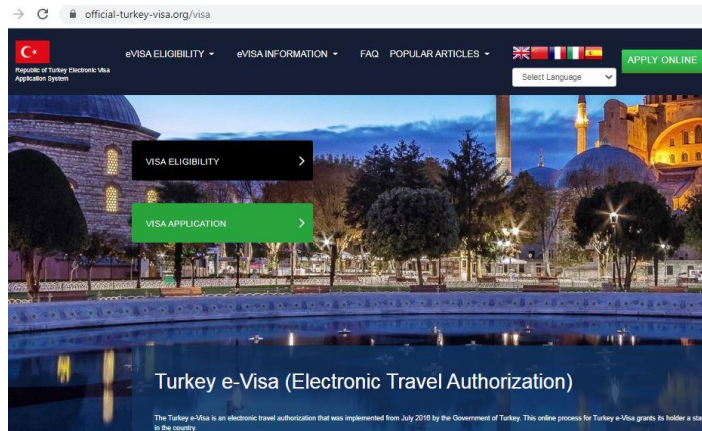 official-turkey-visa.org/visa
eVISA ELIGIBILITY
eVISA INFORMATION
FAQ
POPULAR ARTICLES
APPLY ONLINE
Republic of Turkey Electronic Visa
Application System
Select Language
VISA ELIGIBILITY
VISA APPLICATION
Turkey e-Visa (Electronic Travel Authorization)
The Turkey e-Visa is an electronic travel authorization that was implemented from July 2016 by the Government of Turkey. This online process for Turkey e-Visa grants its holder a sta
in the country.